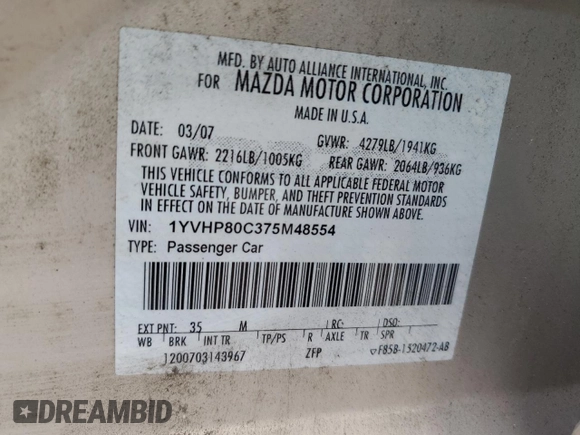 MFD. BY AUTO ALLIANCE INTERNATIONAL, INC.
FOR MAZDA MOTOR CORPORATION
MADE IN U.S.A.
DATE: 03/07 GVWR: 4279LB/1941KG
FRONT GAWR: 2216LB/1005KG REAR GAWR: 2064LB/936KG
THIS VEHICLE CONFORMS TO ALL APPLICABLE FEDERAL MOTOR
VEHICLE SAFETY, BUMPER, AND THEFT PREVENTION STANDARDS
IN EFFECT ON THE DATE OF MANUFACTURE SHOWN ABOVE.
VIN: 1YVHP80C375M48554
TYPE: Passenger Car
EXT PNT: 35 M RC: DSO:
WB BRK INT TR TP/PS R AXLE TR SPR
1200703143967 ZFP F85B-1520472-AB
DREAMBID